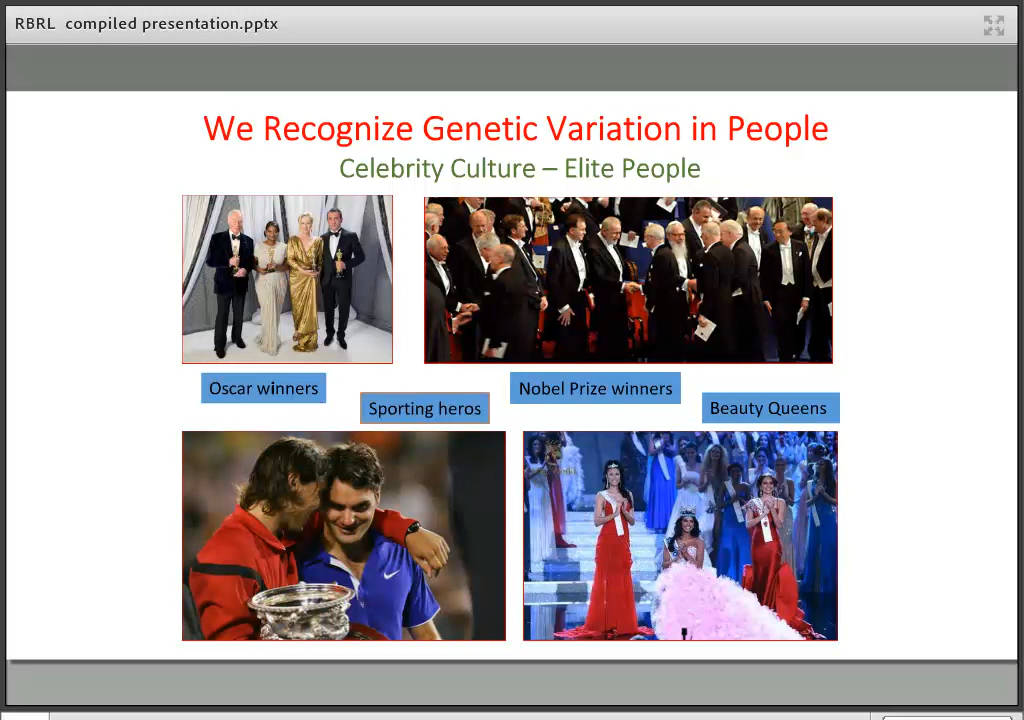 RBRL compiled presentation.pptx
We Recognize Genetic Variation in People
Celebrity Culture – Elite People
Oscar winners
Sporting heros
Nobel Prize winners
Beauty Queens